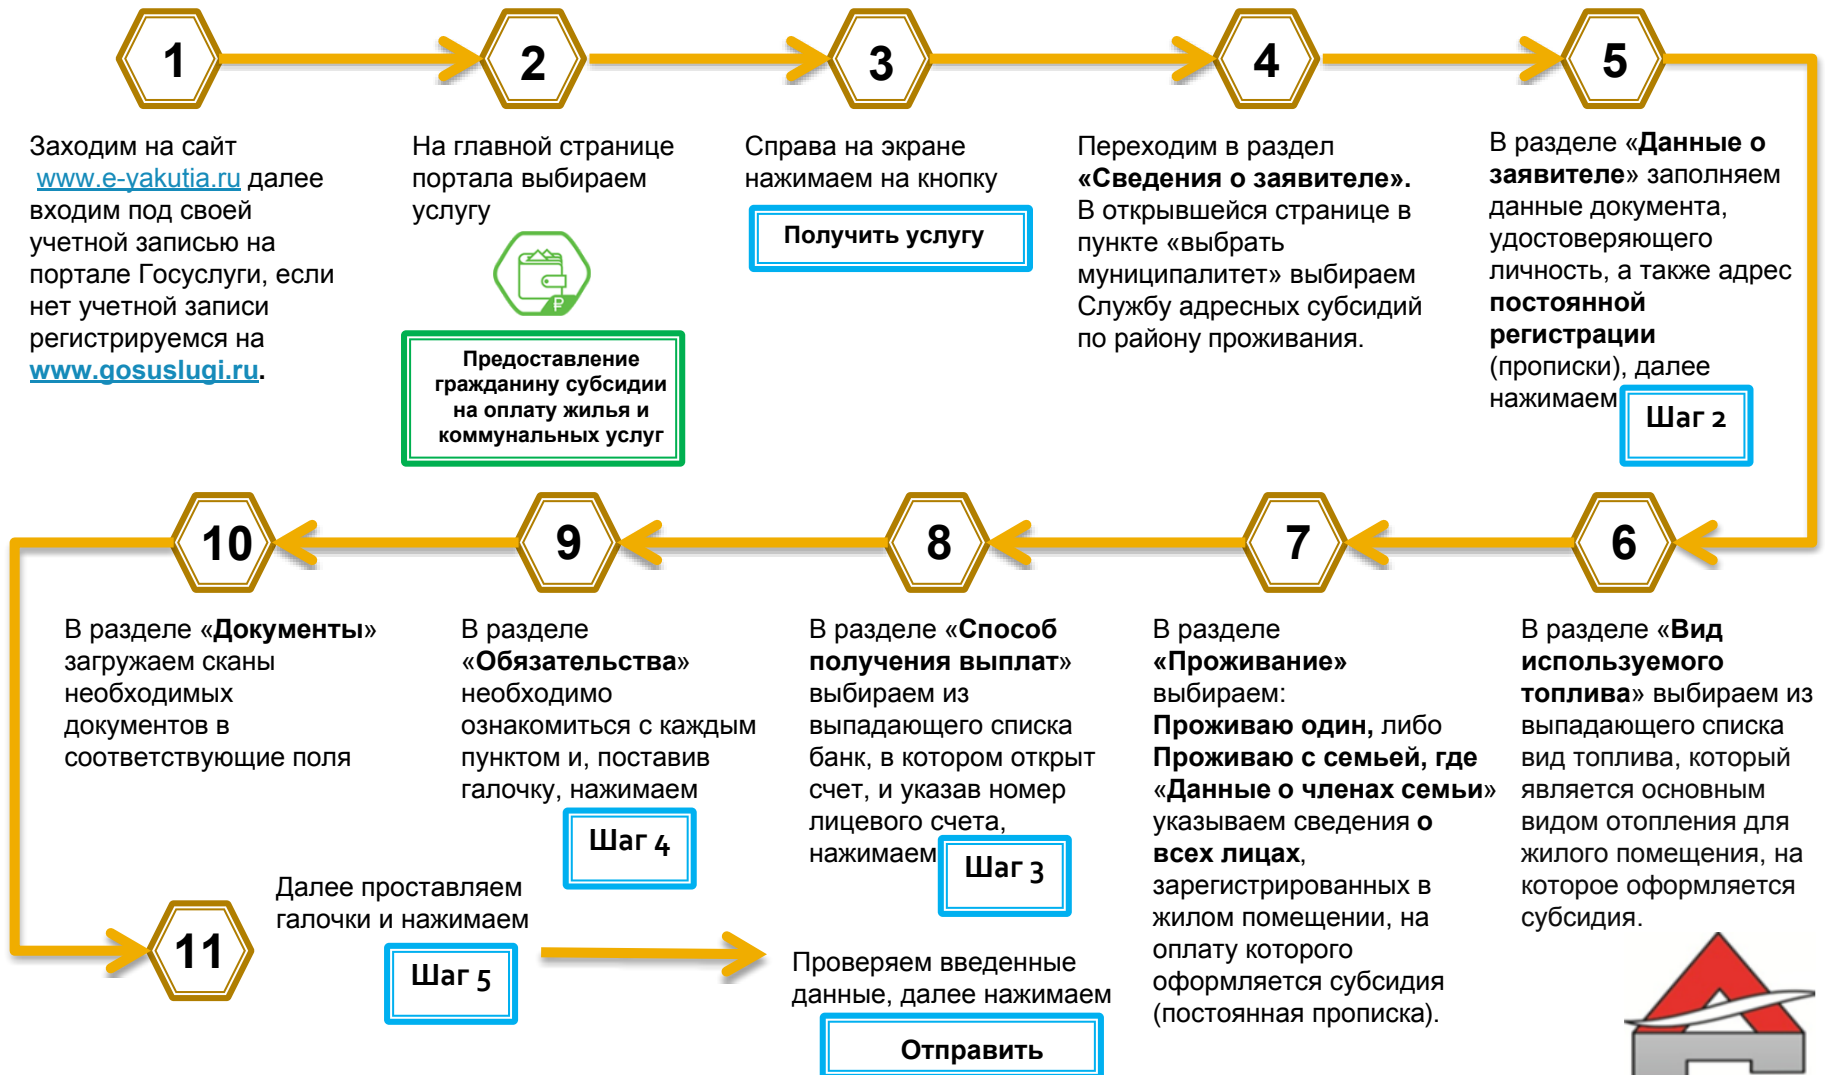 1
Заходим на сайт
www.e-yakutia.ru далее
входим под своей
учетной записью на
портале Госуслуги, если
нет учетной записи
регистрируемся на
www.gosuslugi.ru.
2
На главной странице
портала выбираем
услугу
₽
Предоставление
гражданину субсидии
на оплату жилья и
коммунальных услуг
3
Справа на экране
нажимаем на кнопку
Получить услугу
4
Переходим в раздел
«Сведения о заявителе».
В открывшейся странице в
пункте «выбрать
муниципалитет» выбираем
Службу адресных субсидий
по району проживания.
5
В разделе «Данные о
заявителе» заполняем
данные документа,
удостоверяющего
личность, а также адрес
постоянной
регистрации
(прописки), далее
нажимаем
Шаг 2
6
В разделе «Вид
используемого
топлива» выбираем из
выпадающего списка
вид топлива, который
является основным
видом отопления для
жилого помещения, на
которое оформляется
субсидия.
7
В разделе
«Проживание»
выбираем:
Проживаю один, либо
Проживаю с семьей, где
«Данные о членах семьи»
указываем сведения о
всех лицах,
зарегистрированных в
жилом помещении, на
оплату которого
оформляется субсидия
(постоянная прописка).
8
В разделе «Способ
получения выплат»
выбираем из
выпадающего списка
банк, в котором открыт
счет, и указав номер
лицевого счета,
нажимаем
Шаг 3
9
В разделе
«Обязательства»
необходимо
ознакомиться с каждым
пунктом и, поставив
галочку, нажимаем
Шаг 4
10
В разделе «Документы»
загружаем сканы
необходимых
документов в
соответствующие поля
11
Далее проставляем
галочки и нажимаем
Шаг 5
Проверяем введенные
данные, далее нажимаем
Отправить